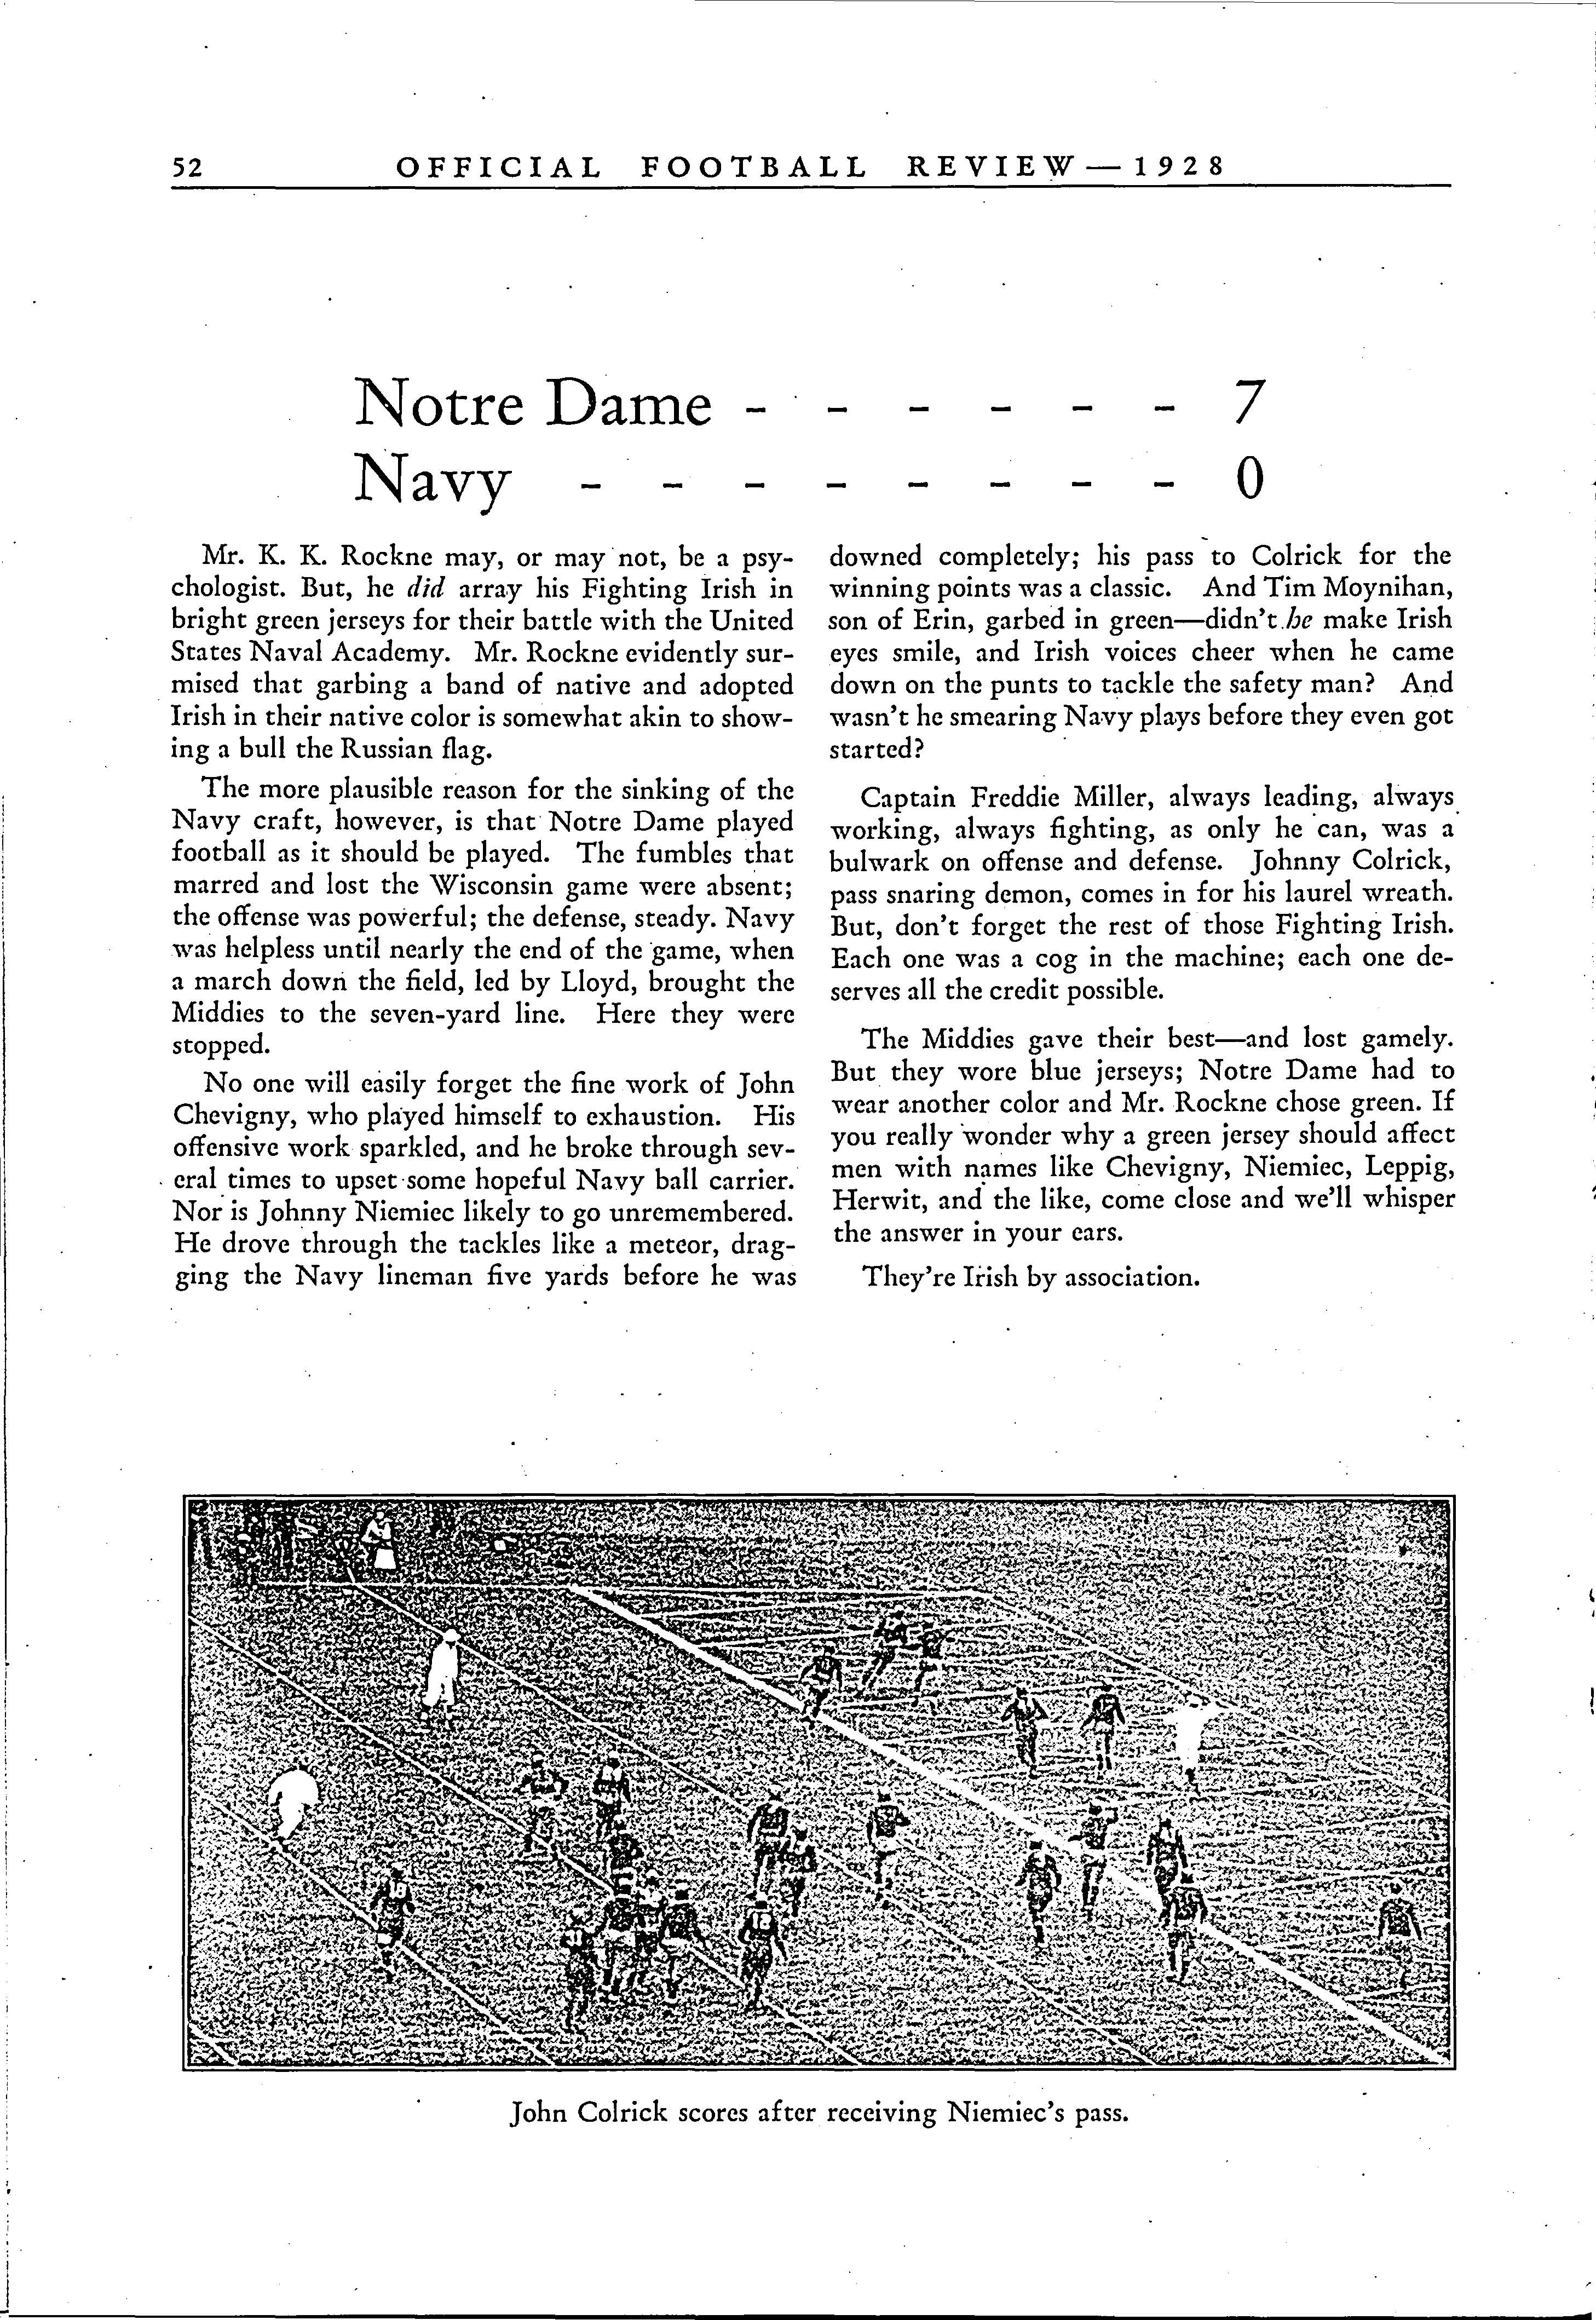 52 OFFICIAL FOOTBALL REVIEW — 1928
Notre Dame - - - - - - 7
Navy - - - - - - - - 0
Mr. K. K. Rockne may, or may not, be a psy-
chologist. But, he did array his Fighting Irish in
bright green jerseys for their battle with the United
States Naval Academy. Mr. Rockne evidently sur-
mised that garbing a band of native and adopted
Irish in their native color is somewhat akin to show-
ing a bull the Russian flag.
The more plausible reason for the sinking of the
Navy craft, however, is that Notre Dame played
football as it should be played. The fumbles that
marred and lost the Wisconsin game were absent;
the offense was powerful; the defense, steady. Navy
was helpless until nearly the end of the game, when
a march down the field, led by Lloyd, brought the
Middies to the seven-yard line. Here they were
stopped.
No one will easily forget the fine work of John
Chevigny, who played himself to exhaustion. His
offensive work sparkled, and he broke through sev-
eral times to upset some hopeful Navy ball carrier.
Nor is Johnny Niemiec likely to go unremembered.
He drove through the tackles like a meteor, drag-
ging the Navy lineman five yards before he was
downed completely; his pass to Colrick for the
winning points was a classic. And Tim Moynihan,
son of Erin, garbed in green—didn't he make Irish
eyes smile, and Irish voices cheer when he came
down on the punts to tackle the safety man? And
wasn't he smearing Navy plays before they even got
started?
Captain Freddie Miller, always leading, always
working, always fighting, as only he can, was a
bulwark on offense and defense. Johnny Colrick,
pass snaring demon, comes in for his laurel wreath.
But, don't forget the rest of those Fighting Irish.
Each one was a cog in the machine; each one de-
serves all the credit possible.
The Middies gave their best—and lost gamely.
But they wore blue jerseys; Notre Dame had to
wear another color and Mr. Rockne chose green. If
you really wonder why a green jersey should affect
men with names like Chevigny, Niemiec, Leppig,
Herwit, and the like, come close and we'll whisper
the answer in your ears.
They're Irish by association.
John Colrick scores after receiving Niemiec's pass.